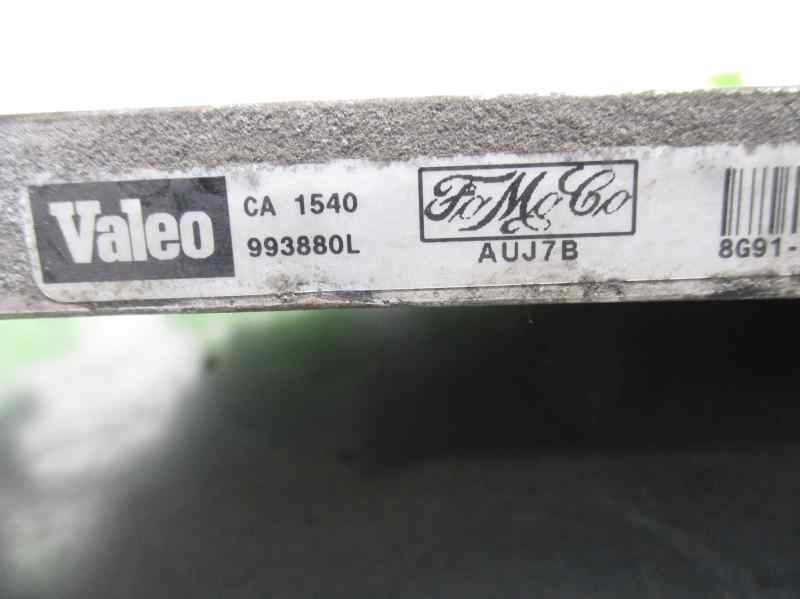 Valeo
CA 1540
993880L
FoMoCo
AUJ7B
8G91-